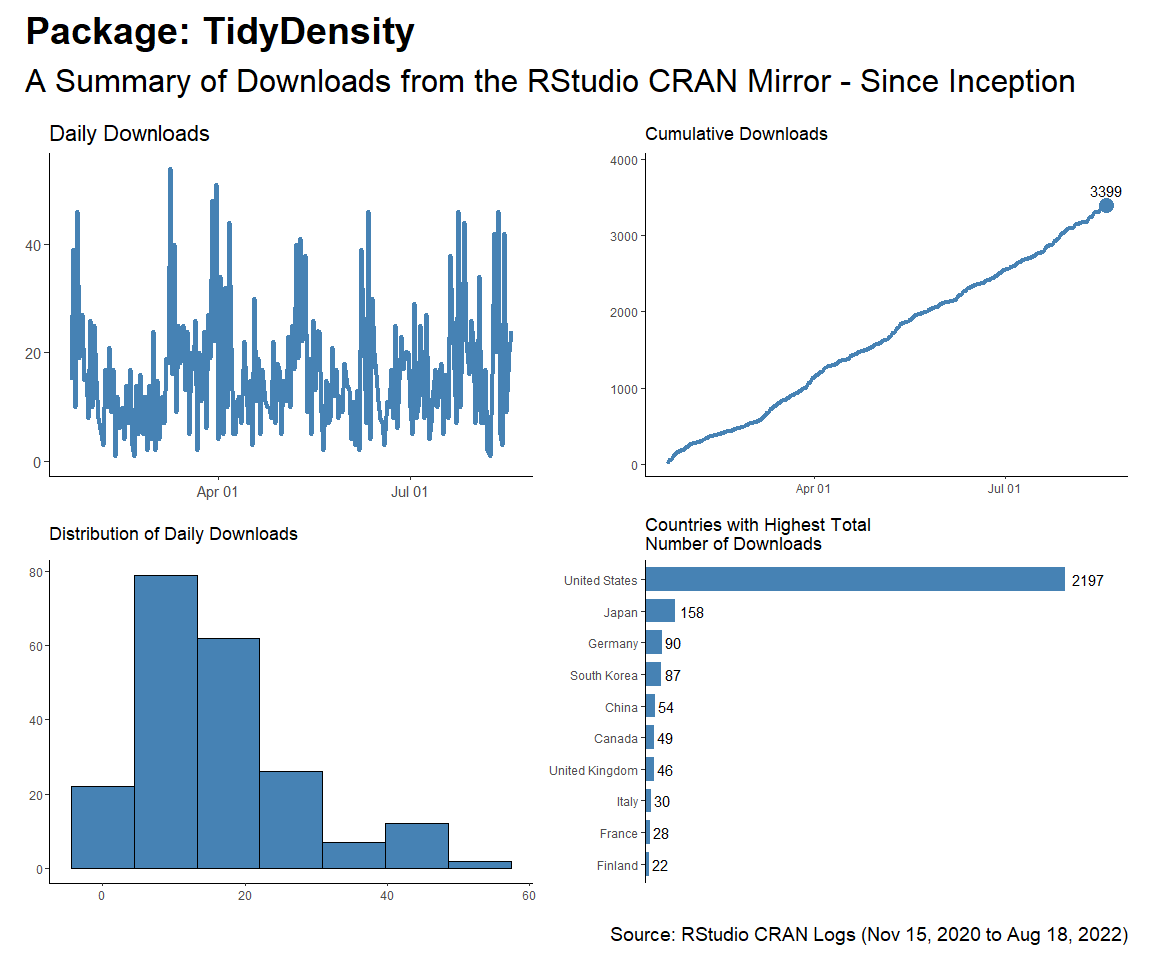 Package: TidyDensity
A Summary of Downloads from the RStudio CRAN Mirror - Since Inception
Daily Downloads
40
20
0
Apr 01
Jul 01
Cumulative Downloads
4000
3000
2000
1000
0
3399
Apr 01
Jul 01
Distribution of Daily Downloads
80
60
40
20
0
0
20
40
60
Countries with Highest Total
Number of Downloads
United States 2197
Japan 158
Germany 90
South Korea 87
China 54
Canada 49
United Kingdom 46
Italy 30
France 28
Finland 22
Source: RStudio CRAN Logs (Nov 15, 2020 to Aug 18, 2022)